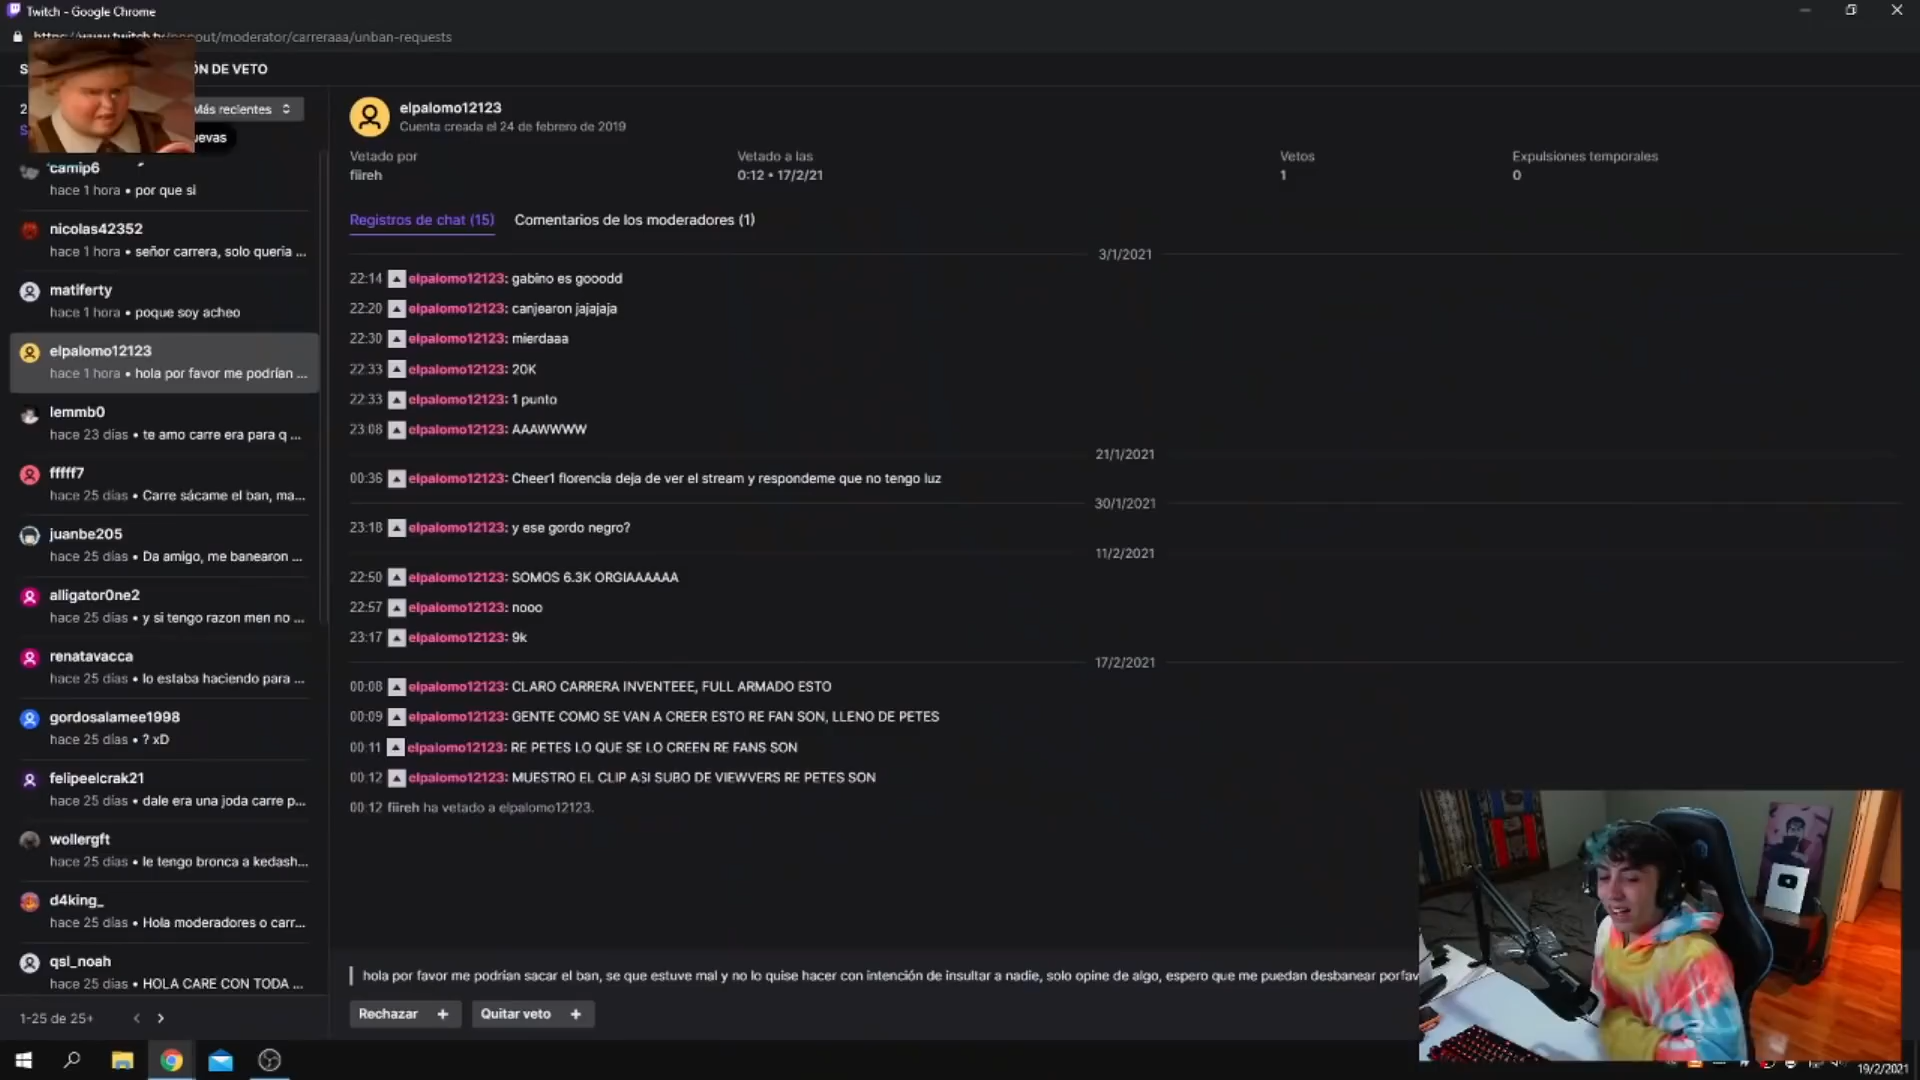 Twitch - Google Chrome
https://www.twitch.tv/popout/moderator/carreraaa/unban-requests
ÓN DE VETO
Más recientes
uevas
camip6
hace 1 hora • por que si
nicolas42352
hace 1 hora • señor carrera, solo queria ...
matiferty
hace 1 hora • poque soy acheo
elpalomo12123
hace 1 hora • hola por favor me podrían ...
lemmb0
hace 23 días • te amo carre era para q ...
fffff7
hace 25 días • Carre sácame el ban, ma...
juanbe205
hace 25 días • Da amigo, me banearon ...
alligator0ne2
hace 25 días • y si tengo razon men no ...
renatavacca
hace 25 días • lo estaba haciendo para ...
gordosalamee1998
hace 25 días • ? xD
felipeelcrak21
hace 25 días • dale era una joda carre p...
wollergft
hace 25 días • le tengo bronca a kedash...
d4king_
hace 25 días • Hola moderadores o carr...
qsl_noah
hace 25 días • HOLA CARE CON TODA ...
1-25 de 25+
elpalomo12123
Cuenta creada el 24 de febrero de 2019
Vetado por
fiireh
Vetado a las
0:12 • 17/2/21
Vetos
1
Expulsiones temporales
0
Registros de chat (15)
Comentarios de los moderadores (1)
3/1/2021
22:14 elpalomo12123: gabino es gooodd
22:20 elpalomo12123: canjearon jajajaja
22:30 elpalomo12123: mierdaaa
22:33 elpalomo12123: 20K
22:33 elpalomo12123: 1 punto
23:08 elpalomo12123: AAAWWWW
21/1/2021
00:36 elpalomo12123: Cheer1 florencia deja de ver el stream y respondeme que no tengo luz
30/1/2021
23:18 elpalomo12123: y ese gordo negro?
11/2/2021
22:50 elpalomo12123: SOMOS 6.3K ORGIAAAAAA
22:57 elpalomo12123: nooo
23:17 elpalomo12123: 9k
17/2/2021
00:08 elpalomo12123: CLARO CARRERA INVENTEEE, FULL ARMADO ESTO
00:09 elpalomo12123: GENTE COMO SE VAN A CREER ESTO RE FAN SON, LLENO DE PETES
00:11 elpalomo12123: RE PETES LO QUE SE LO CREEN RE FANS SON
00:12 elpalomo12123: MUESTRO EL CLIP ASI SUBO DE VIEWVERS RE PETES SON
00:12 fiireh ha vetado a elpalomo12123.
hola por favor me podrían sacar el ban, se que estuve mal y no lo quise hacer con intención de insultar a nadie, solo opine de algo, espero que me puedan desbanear porfav
Rechazar +
Quitar veto +
19/2/2021